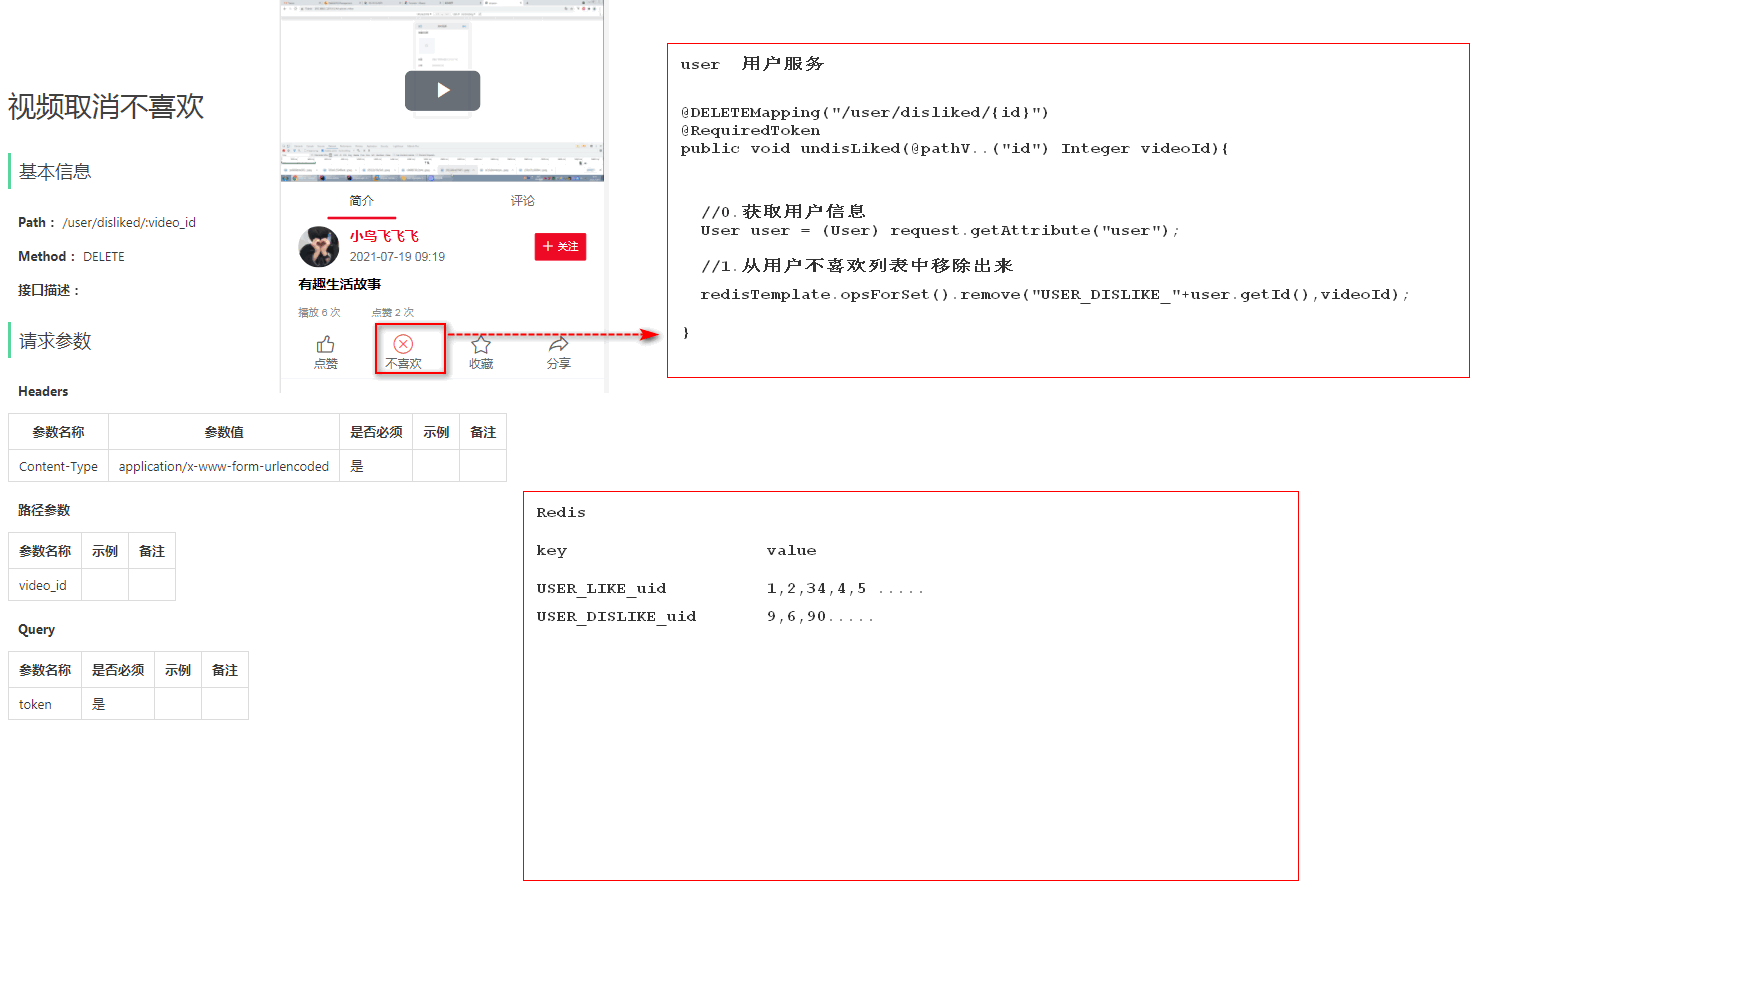 视频取消不喜欢
基本信息
Path： /user/disliked/:video_id
Method： DELETE
接口描述：
请求参数
Headers
参数名称 参数值 是否必须 示例 备注
Content-Type application/x-www-form-urlencoded 是
路径参数
参数名称 示例 备注
video_id
Query
参数名称 是否必须 示例 备注
token 是
简介 评论
小鸟飞飞飞
2021-07-19 09:19
+ 关注
有趣生活故事
播放 6 次 点赞 2 次
点赞 不喜欢 收藏 分享
user 用户服务
@DELETEMapping("/user/disliked/{id}")
@RequiredToken
public void undisLiked(@pathV..("id") Integer videoId){
//0.获取用户信息
User user = (User) request.getAttribute("user");
//1.从用户不喜欢列表中移除出来
redisTemplate.opsForSet().remove("USER_DISLIKE_"+user.getId(),videoId);
}
Redis
key value
USER_LIKE_uid 1,2,34,4,5 .....
USER_DISLIKE_uid 9,6,90.....